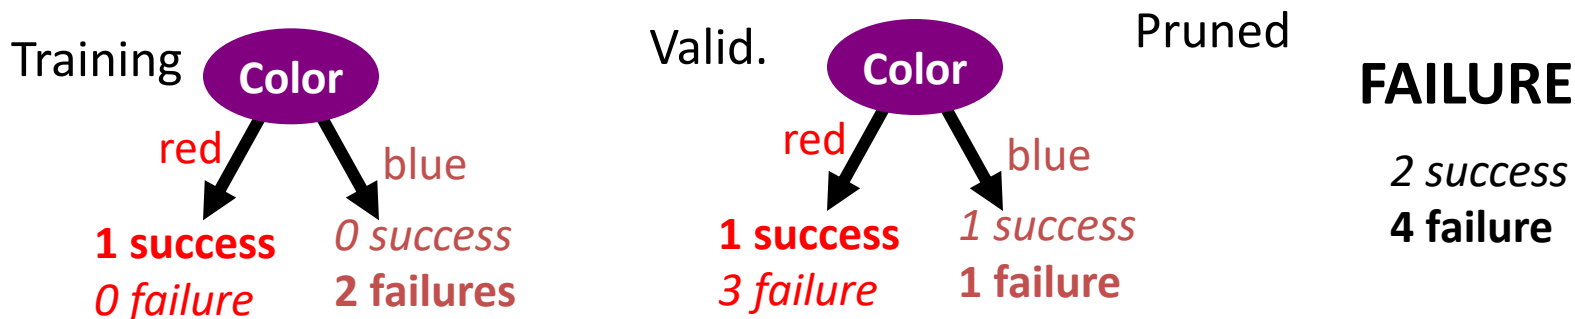 Training
Color
red
blue
1 success
0 failure
0 success
2 failures
Valid.
Color
red
blue
1 success
3 failure
1 success
1 failure
Pruned
FAILURE
2 success
4 failure